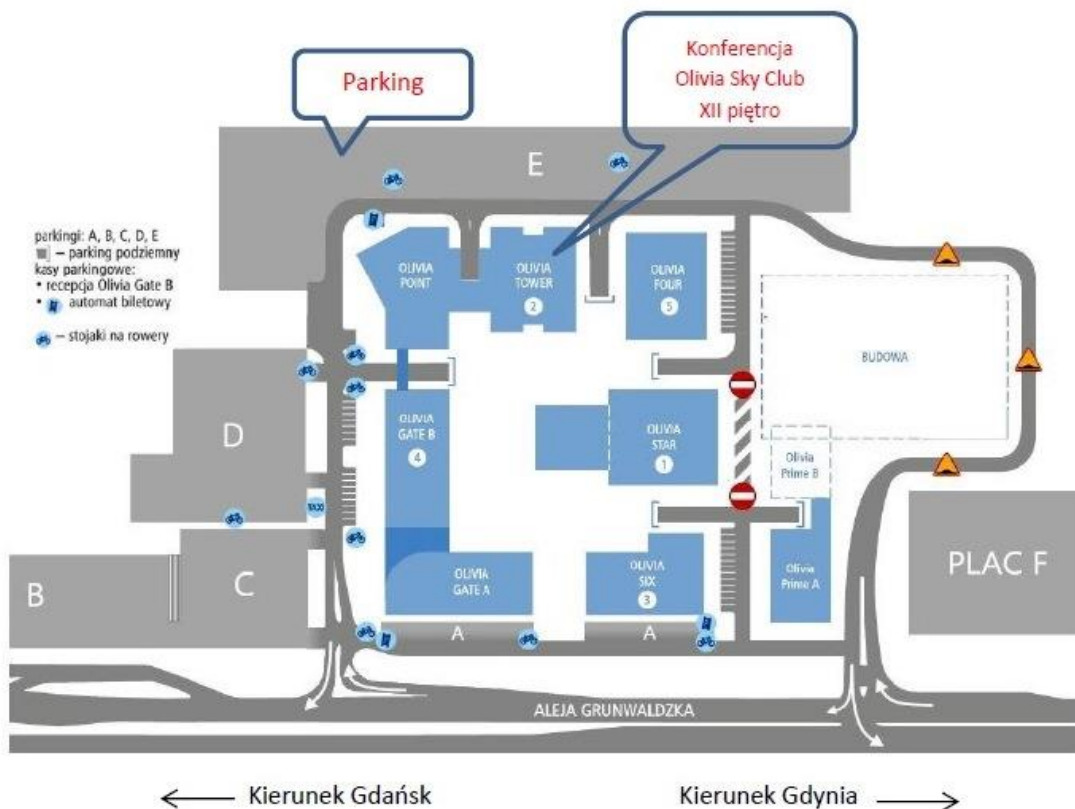 Parking
Konferencja
Olivia Sky Club
XII piętro
E
parkingi: A, B, C, D, E
– parking podziemny
kasy parkingowe:
• recepcja Olivia Gate B
• automat biletowy
– stojaki na rowery
OLIVIA
POINT
OLIVIA
TOWER
2
OLIVIA
FOUR
5
BUDOWA
D
OLIVIA
GATE B
4
OLIVIA
STAR
1
Olivia
Prime B
TAXI
B
C
OLIVIA
GATE A
OLIVIA
SIX
3
Olivia
Prime A
PLAC F
A
A
ALEJA GRUNWALDZKA
Kierunek Gdańsk
Kierunek Gdynia